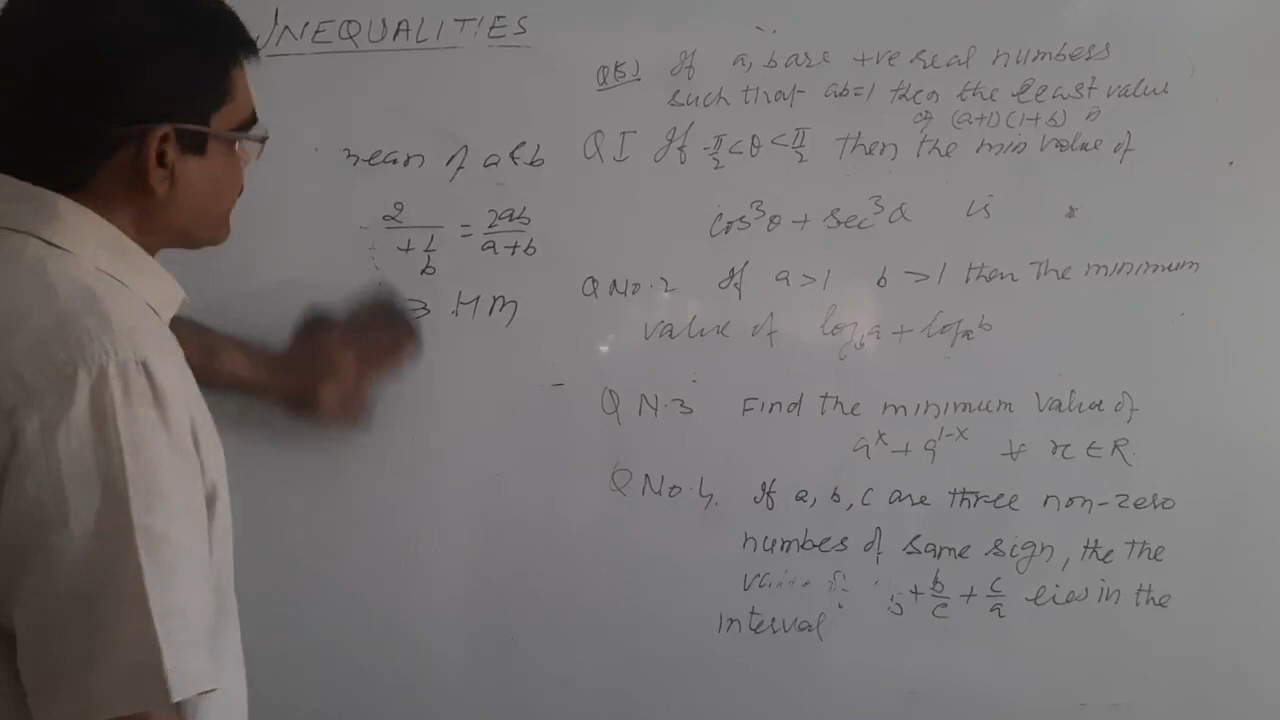 INEQUALITIES
mean of a & b
2 / + 1/b = 2ab/a+b
HM
Q(5) If a, b are +ve real numbers
such that ab=1 then the least value
of (a+1)(1+b) is
Q I If -π/2 < θ < π/2 then the min value of
cos³θ + sec³θ is
Q No.2 If a >1 b >1 then the minimum
value of log_b a + log_a b
Q N.3 Find the minimum value of
9^x + 9^1-x ∀ x ∈ R.
Q No.4. If a, b, c are three non-zero
numbes of same sign, the the
+ b/c + c/a lies in the
interval